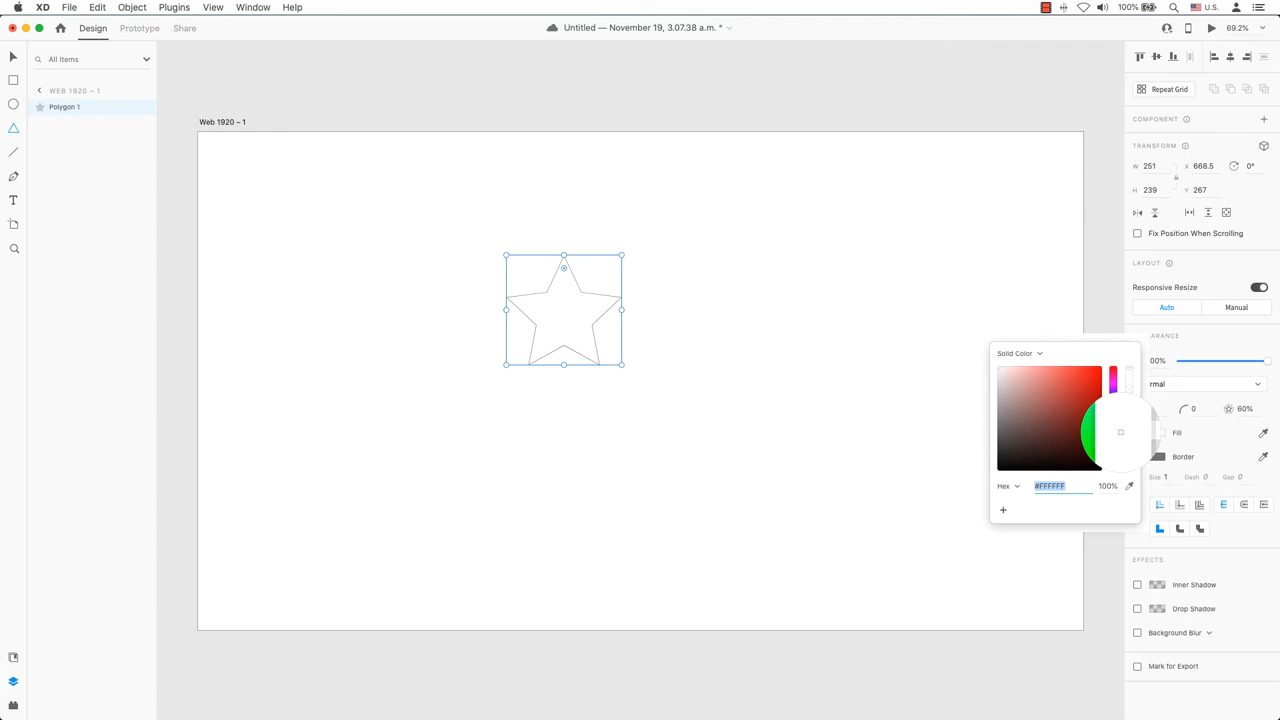 XD File Edit Object Plugins View Window Help 100% U.S.
Design Prototype Share Untitled — November 19, 3.07.38 a.m. * 69.2%
All Items
WEB 1920 – 1
Polygon 1
Web 1920 – 1
Repeat Grid
COMPONENT
TRANSFORM
W 251 X 668.5 0°
H 239 Y 267
Fix Position When Scrolling
LAYOUT
Responsive Resize
Auto Manual
ARANCE
Solid Color
00%
rmal
0 60%
Fill
Border
Size 1 Dash 0 Gap 0
Hex #FFFFFF 100%
+
EFFECTS
Inner Shadow
Drop Shadow
Background Blur
Mark for Export